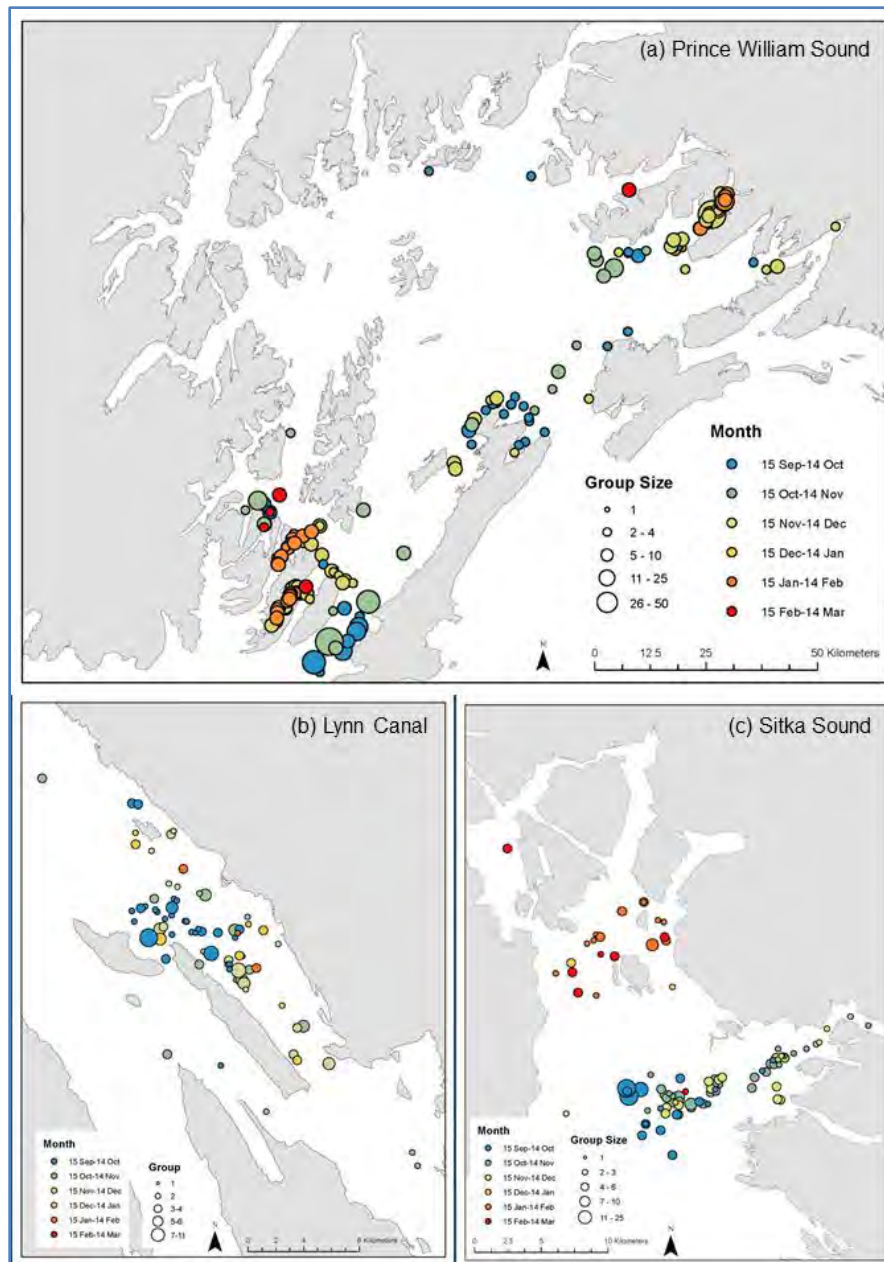 (a) Prince William Sound
Month
Group Size
15 Sep-14 Oct
1
15 Oct-14 Nov
2 - 4
15 Nov-14 Dec
5 - 10
15 Dec-14 Jan
11 - 25
15 Jan-14 Feb
26 - 50
15 Feb-14 Mar
N
0 12.5 25 50 Kilometers
(b) Lynn Canal
Month
15 Sep-14 Oct
15 Oct-14 Nov
15 Nov-14 Dec
15 Dec-14 Jan
15 Jan-14 Feb
15 Feb-14 Mar
Group
1
2
3-4
5-6
7-11
N
0 2 4 8 Kilometers
(c) Sitka Sound
Month
15 Sep-14 Oct
15 Oct-14 Nov
15 Nov-14 Dec
15 Dec-14 Jan
15 Jan-14 Feb
15 Feb-14 Mar
Group Size
1
2 - 3
4 - 6
7 - 10
11 - 25
0 2.5 5 10 Kilometers
N